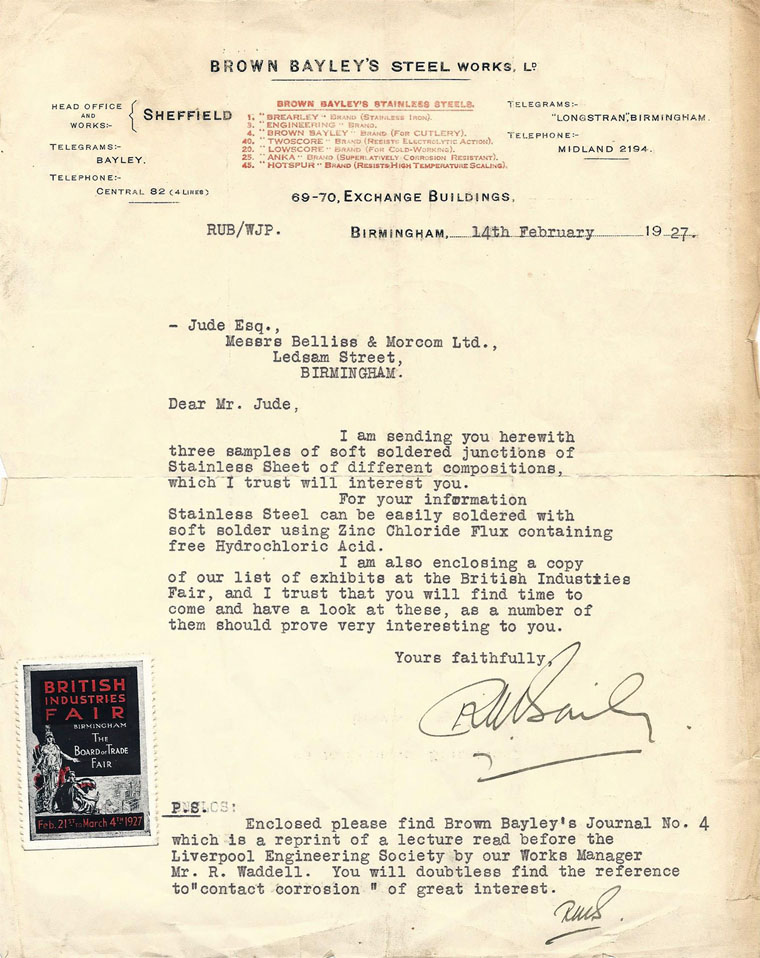 BROWN BAYLEY'S STEEL WORKS, LD
HEAD OFFICE
AND
WORKS:-
SHEFFIELD
TELEGRAMS:-
BAYLEY.
TELEPHONE:-
CENTRAL 82 (4 LINES)
BROWN BAYLEY'S STAINLESS STEELS.
1. "BREARLEY" BRAND (STAINLESS IRON).
3. "ENGINEERING" BRAND.
4. "BROWN BAYLEY" BRAND (FOR CUTLERY).
40. "TWOSCORE" BRAND (RESISTS ELECTROLYTIC ACTION).
20. "LOWSCORE" BRAND (FOR COLD-WORKING).
25. "ANKA" BRAND (SUPERLATIVELY CORROSION RESISTANT).
45. "HOTSPUR" BRAND (RESISTS HIGH TEMPERATURE SCALING).
TELEGRAMS:-
"LONGSTRAN," BIRMINGHAM.
TELEPHONE:-
MIDLAND 2194.
69-70, EXCHANGE BUILDINGS,
RUB/WJP. BIRMINGHAM, 14th February 1927.
- Jude Esq.,
Messrs Belliss & Morcom Ltd.,
Ledsam Street,
BIRMINGHAM.
Dear Mr. Jude,
I am sending you herewith
three samples of soft soldered junctions of
Stainless Sheet of different compositions,
which I trust will interest you.
For your information
Stainless Steel can be easily soldered with
soft solder using Zinc Chloride Flux containing
free Hydrochloric Acid.
I am also enclosing a copy
of our list of exhibits at the British Industies
Fair, and I trust that you will find time to
come and have a look at these, as a number of
them should prove very interesting to you.
Yours faithfully,
BRITISH
INDUSTRIES
FAIR
BIRMINGHAM
THE
BOARD OF TRADE
FAIR
Feb. 21ST TO March 4TH 1927
P.S.
Enclosed please find Brown Bayley's Journal No. 4
which is a reprint of a lecture read before the
Liverpool Engineering Society by our Works Manager
Mr. R. Waddell. You will doubtless find the reference
to "contact corrosion " of great interest.